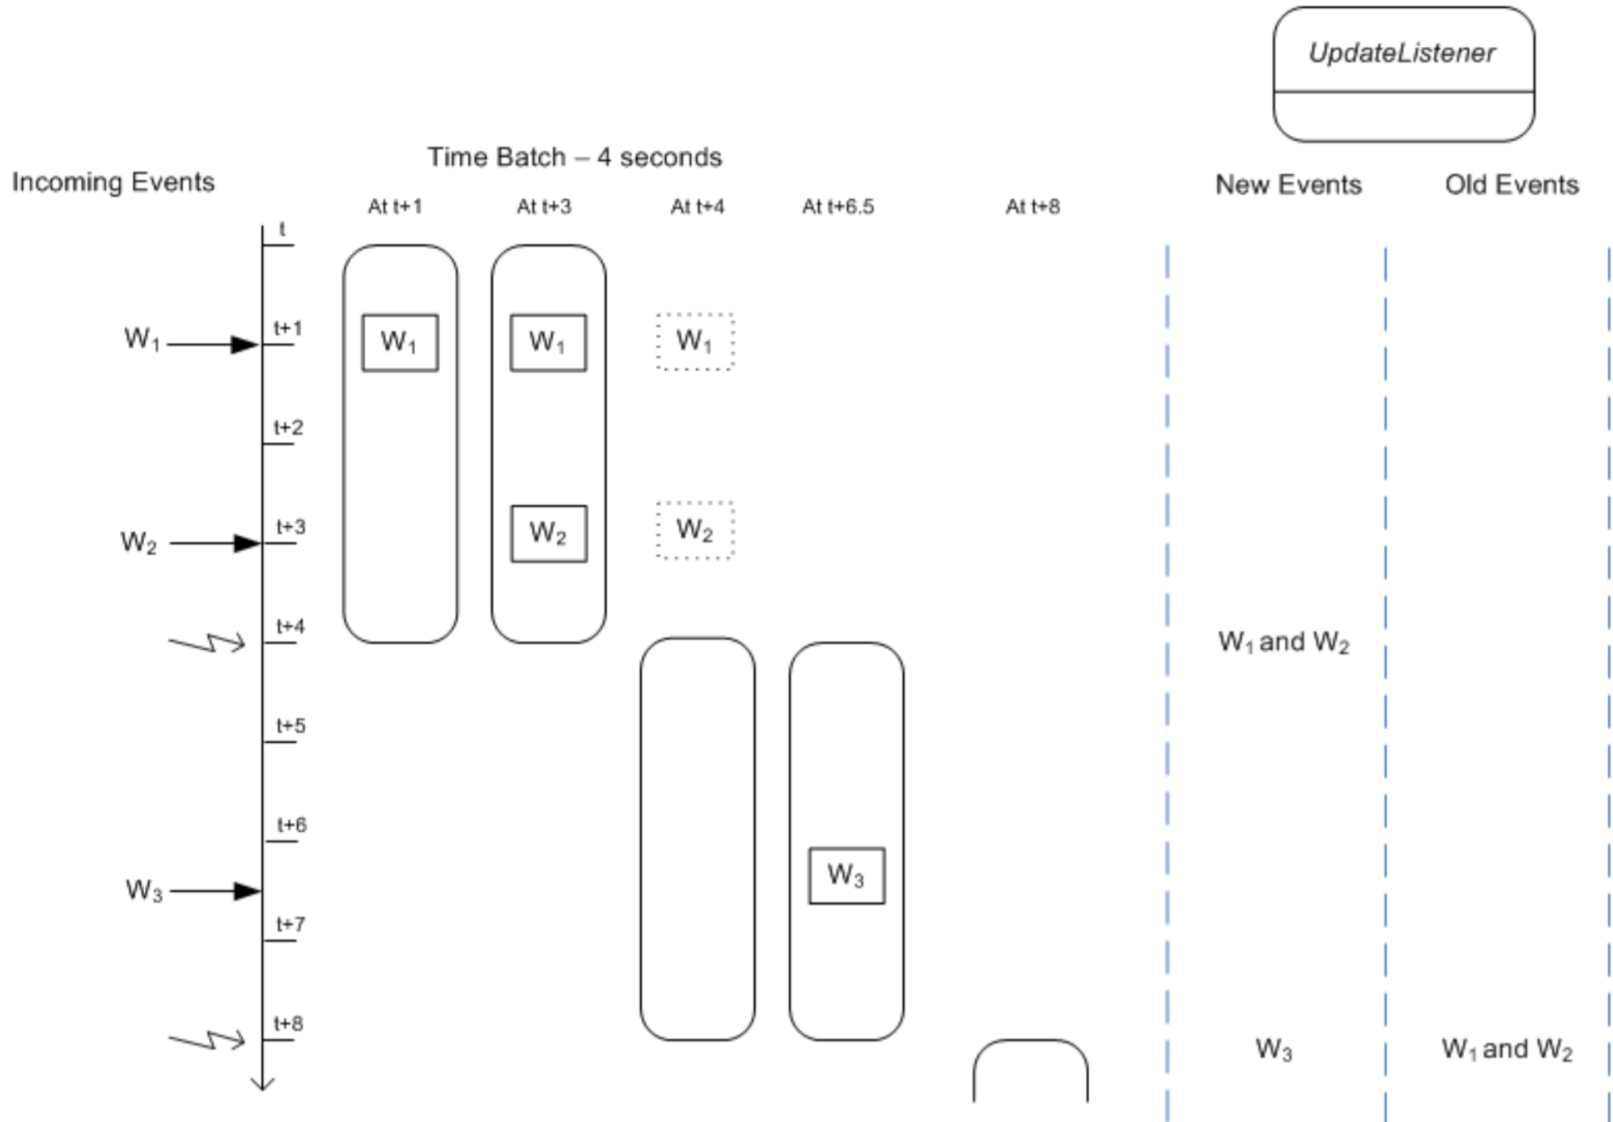 UpdateListener
Time Batch – 4 seconds
Incoming Events
New Events
Old Events
At t+1
At t+3
At t+4
At t+6.5
At t+8
t
t+1
W₁
W₁
W₁
W₁
t+2
t+3
W₂
W₂
W₂
t+4
W₁ and W₂
t+5
t+6
W₃
W₃
t+7
t+8
W₃
W₁ and W₂